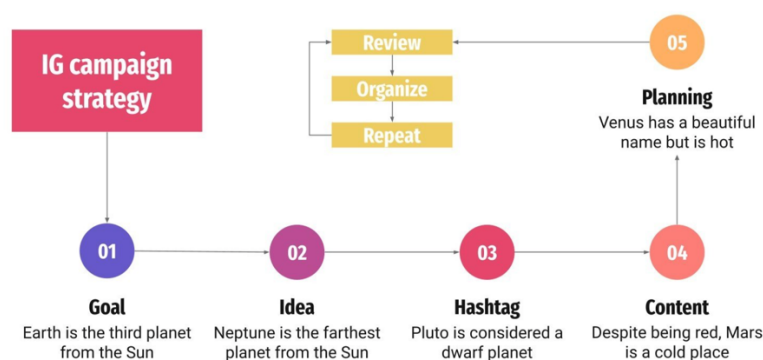 IG campaign
strategy
Review
Organize
Repeat
05
Planning
Venus has a beautiful
name but is hot
01
Goal
Earth is the third planet
from the Sun
02
Idea
Neptune is the farthest
planet from the Sun
03
Hashtag
Pluto is considered a
dwarf planet
04
Content
Despite being red, Mars
is a cold place